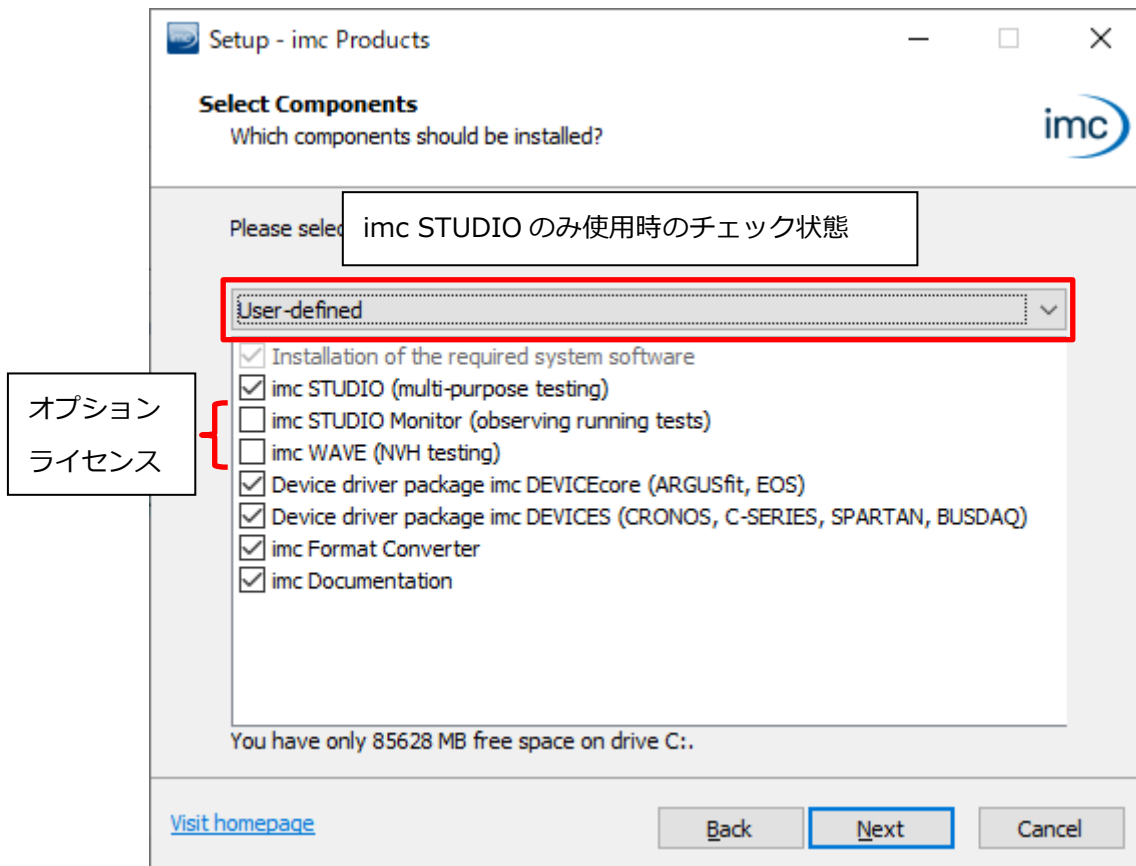 Setup - imc Products
Select Components
Which components should be installed?
imc
Please selec
imc STUDIO のみ使用時のチェック状態
User-defined
Installation of the required system software
imc STUDIO (multi-purpose testing)
imc STUDIO Monitor (observing running tests)
imc WAVE (NVH testing)
オプション
ライセンス
Device driver package imc DEVICEcore (ARGUSfit, EOS)
Device driver package imc DEVICES (CRONOS, C-SERIES, SPARTAN, BUSDAQ)
imc Format Converter
imc Documentation
You have only 85628 MB free space on drive C:.
Visit homepage
Back
Next
Cancel